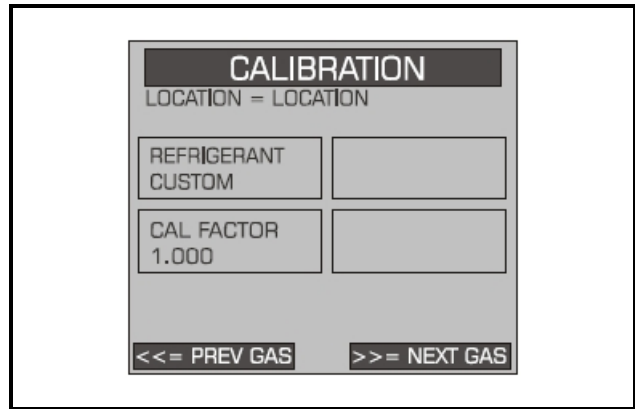 CALIBRATION
LOCATION = LOCATION
REFRIGERANT
CUSTOM
CAL FACTOR
1.000
<<= PREV GAS
>>= NEXT GAS